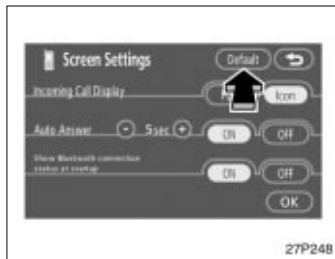 Screen Settings Default
Incoming Call Display Icon
Auto Answer - 5sec + ON OFF
Show Bluetooth connection
status at startup ON OFF
OK
27P248